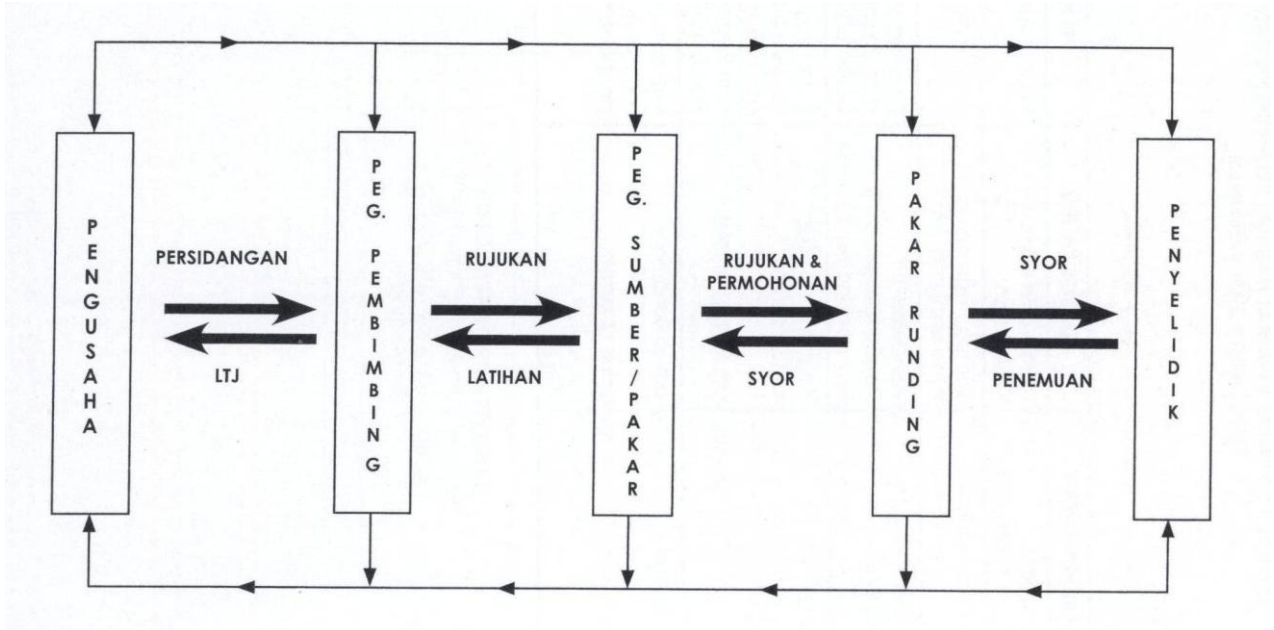 PENGUSAHA
PERSIDANGAN
LTJ
PEG. PEMBIMBING
RUJUKAN
LATIHAN
PEG. SUMBER/PAKAR
RUJUKAN &
PERMOHONAN
SYOR
PAKAR RUNDING
SYOR
PENEMUAN
PENYELIDIK